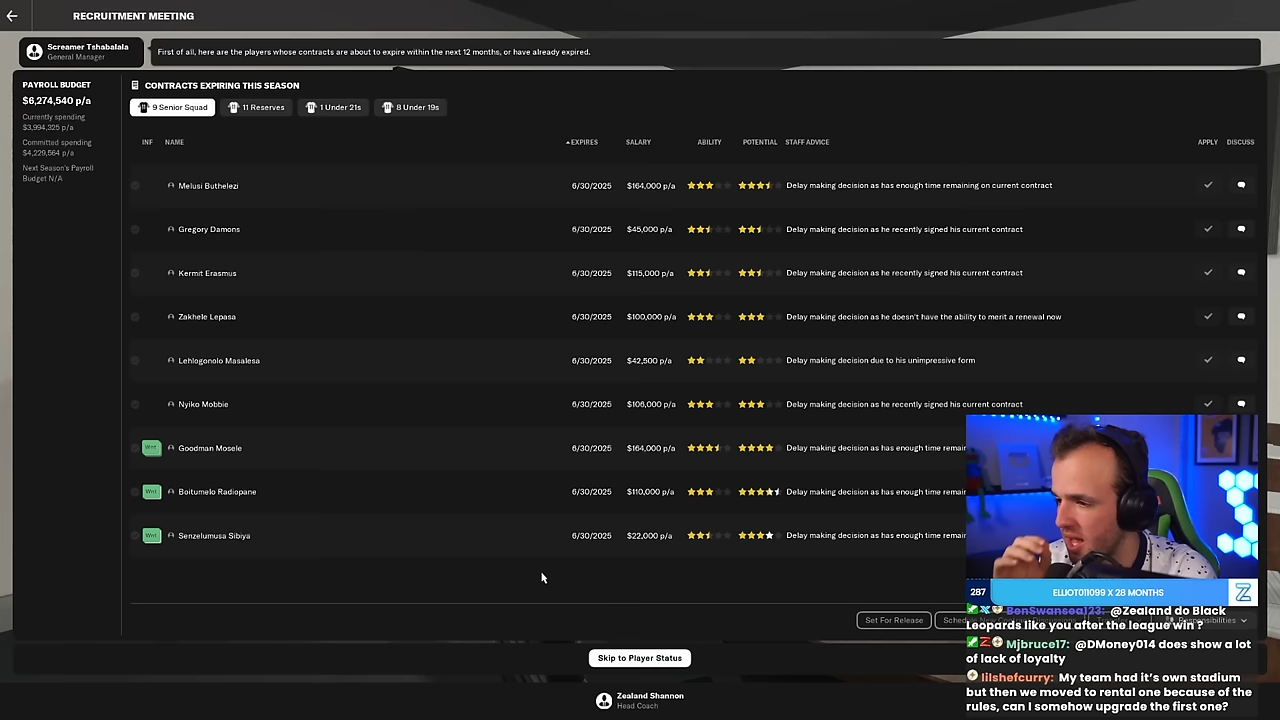 RECRUITMENT MEETING
Screamer Tshabalala
General Manager
First of all, here are the players whose contracts are about to expire within the next 12 months, or have already expired.
PAYROLL BUDGET
$6,274,540 p/a
Currently spending
$3,994,325 p/a
Committed spending
$4,229,564 p/a
Next Season's Payroll
Budget N/A
CONTRACTS EXPIRING THIS SEASON
9 Senior Squad 11 Reserves 1 Under 21s 8 Under 19s
INF NAME EXPIRES SALARY ABILITY POTENTIAL STAFF ADVICE APPLY DISCUSS
Melusi Buthelezi 6/30/2025 $164,000 p/a Delay making decision as has enough time remaining on current contract
Gregory Damons 6/30/2025 $45,000 p/a Delay making decision as he recently signed his current contract
Kermit Erasmus 6/30/2025 $115,000 p/a Delay making decision as he recently signed his current contract
Zakhele Lepasa 6/30/2025 $100,000 p/a Delay making decision as he doesn't have the ability to merit a renewal now
Lehlogonolo Masalesa 6/30/2025 $42,500 p/a Delay making decision due to his unimpressive form
Nyiko Mobbie 6/30/2025 $106,000 p/a Delay making decision as he recently signed his current contract
Wnt Goodman Mosele 6/30/2025 $164,000 p/a Delay making decision as has enough time remai
Wnt Boitumelo Radiopane 6/30/2025 $110,000 p/a Delay making decision as has enough time remai
Wnt Senzelumusa Sibiya 6/30/2025 $22,000 p/a Delay making decision as has enough time remai
287 ELLIOT011099 X 28 MONTHS Z
Set For Release
BenSwansea123: @Zealand do Black
Leopards like you after the league win ?
Mjbruce17: @DMoney014 does show a lot
of lack of loyalty
lilshefcurry: My team had it's own stadium
but then we moved to rental one because of the
rules, can I somehow upgrade the first one?
Skip to Player Status
Zealand Shannon
Head Coach